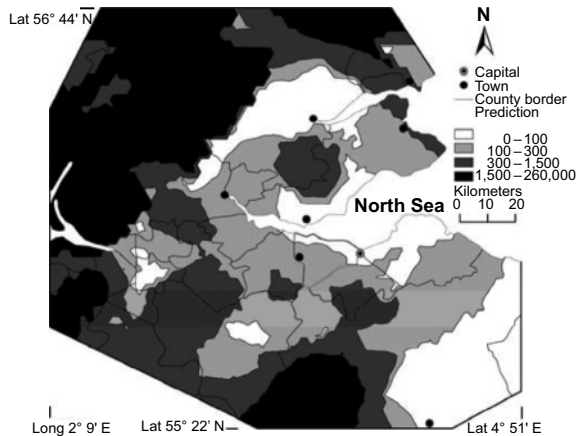 Lat 56° 44' N
N
Capital
Town
County border
Prediction
0–100
100–300
300–1,500
1,500–260,000
Kilometers
0 10 20
North Sea
Long 2° 9' E
Lat 55° 22' N
Lat 4° 51' E